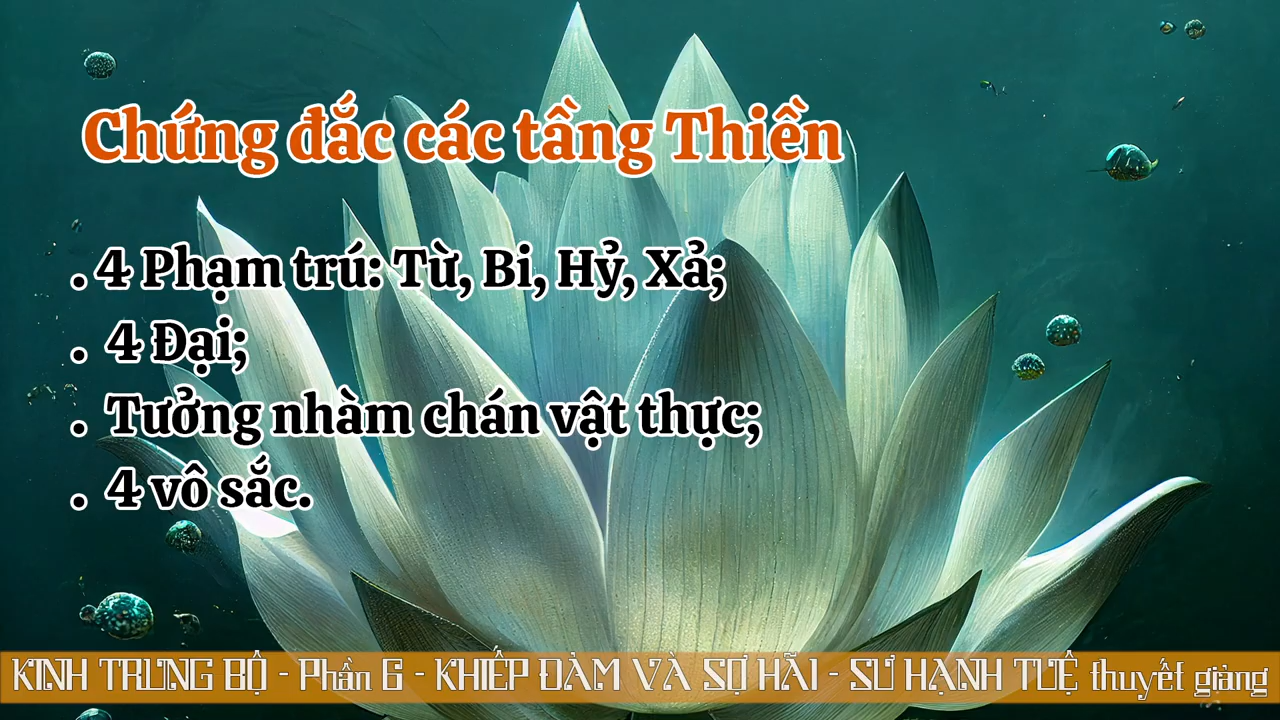 Chứng đắc các tầng Thiền
. 4 Phạm trú: Từ, Bi, Hỷ, Xả;
. 4 Đại;
. Tưởng nhàm chán vật thực;
. 4 vô sắc.
KINH TRUNG BỘ - Phần 6 - KHIẾP ĐẢM VÀ SỢ HÃI - SƯ HẠNH TUỆ thuyết giảng